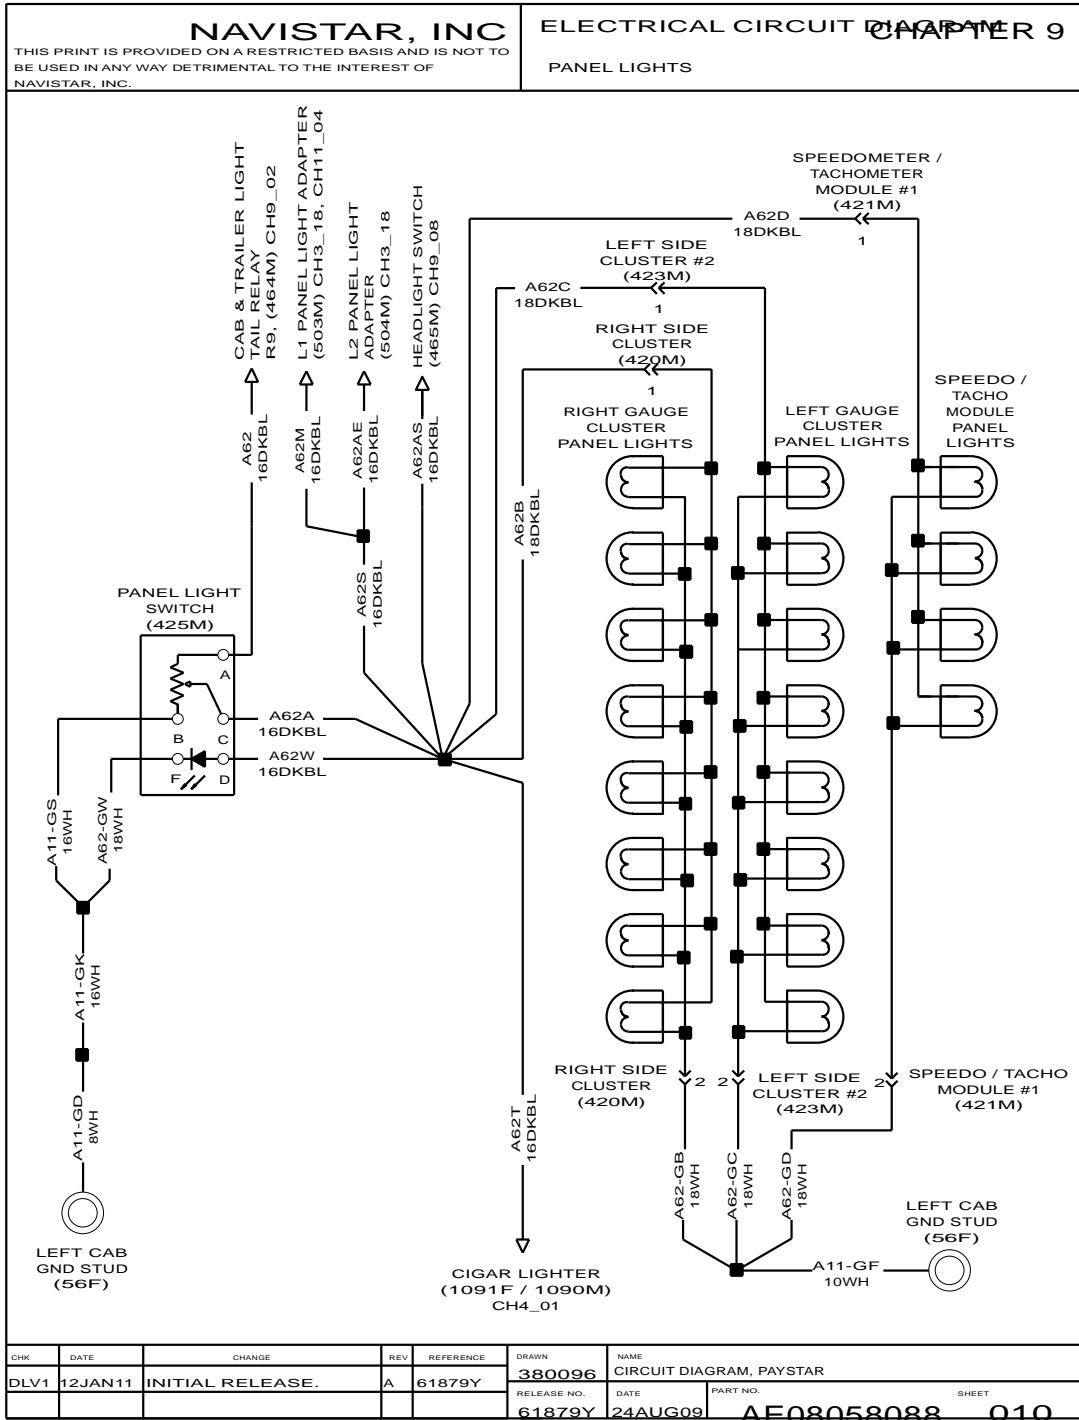 NAVISTAR, INC
THIS PRINT IS PROVIDED ON A RESTRICTED BASIS AND IS NOT TO
BE USED IN ANY WAY DETRIMENTAL TO THE INTEREST OF
NAVISTAR, INC.
ELECTRICAL CIRCUIT DIAGRAM
CHAPTER 9
PANEL LIGHTS
CAB & TRAILER LIGHT
TAIL RELAY
R9, (464M) CH9_02
L1 PANEL LIGHT ADAPTER
(503M) CH3_18, CH11_04
L2 PANEL LIGHT
ADAPTER
(504M) CH3_18
HEADLIGHT SWITCH
(465M) CH9_08
SPEEDOMETER /
TACHOMETER
MODULE #1
(421M)
A62D
18DKBL
1
LEFT SIDE
CLUSTER #2
(423M)
A62C
18DKBL
1
RIGHT SIDE
CLUSTER
(420M)
1
RIGHT GAUGE
CLUSTER
PANEL LIGHTS
LEFT GAUGE
CLUSTER
PANEL LIGHTS
SPEEDO /
TACHO
MODULE
PANEL
LIGHTS
A62
16DKBL
A62M
16DKBL
A62AE
16DKBL
A62AS
16DKBL
A62B
18DKBL
A62S
16DKBL
PANEL LIGHT
SWITCH
(425M)
A
B
C
F
D
A62A
16DKBL
A62W
16DKBL
A11-GS
16WH
A62-GW
18WH
A11-GK
16WH
A11-GD
8WH
LEFT CAB
GND STUD
(56F)
A62T
16DKBL
CIGAR LIGHTER
(1091F / 1090M)
CH4_01
RIGHT SIDE
CLUSTER
(420M)
2
2
LEFT SIDE
CLUSTER #2
(423M)
2
SPEEDO / TACHO
MODULE #1
(421M)
A62-GB
18WH
A62-GC
18WH
A62-GD
18WH
A11-GF
10WH
LEFT CAB
GND STUD
(56F)
CHK DATE CHANGE REV REFERENCE
DLV1 12JAN11 INITIAL RELEASE. A 61879Y
DRAWN
380096
NAME
CIRCUIT DIAGRAM, PAYSTAR
RELEASE NO.
61879Y
DATE
24AUG09
PART NO.
AF08058088
SHEET
010